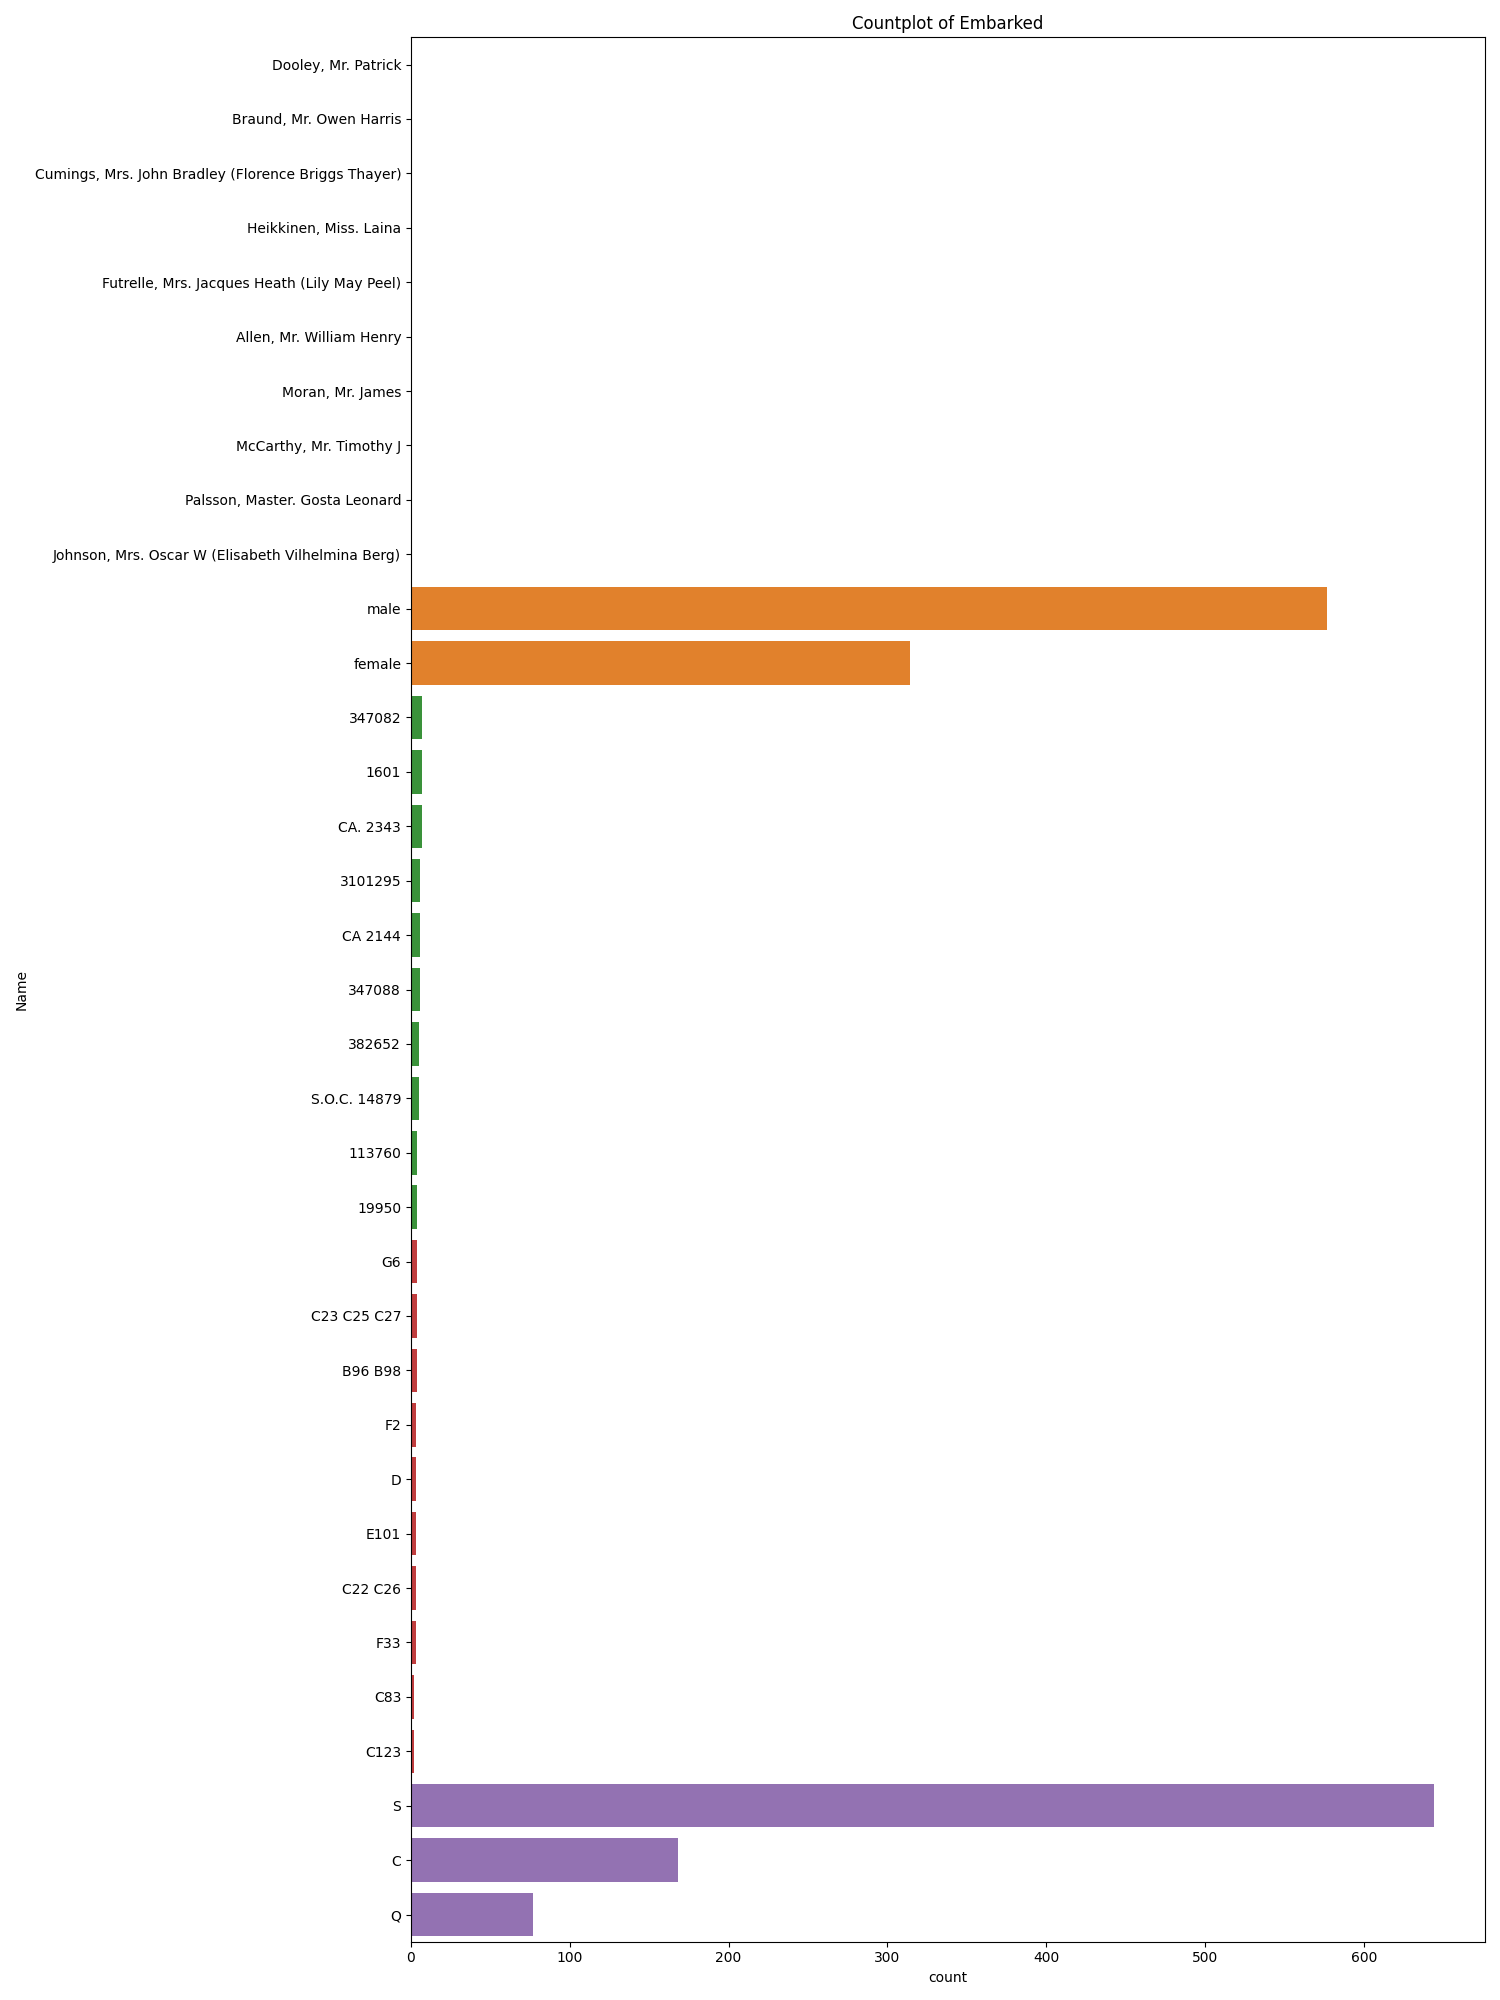 Countplot of Embarked
Dooley, Mr. Patrick
Braund, Mr. Owen Harris
Cumings, Mrs. John Bradley (Florence Briggs Thayer)
Heikkinen, Miss. Laina
Futrelle, Mrs. Jacques Heath (Lily May Peel)
Allen, Mr. William Henry
Moran, Mr. James
McCarthy, Mr. Timothy J
Palsson, Master. Gosta Leonard
Johnson, Mrs. Oscar W (Elisabeth Vilhelmina Berg)
male
female
347082
1601
CA. 2343
3101295
CA 2144
347088
382652
S.O.C. 14879
113760
19950
G6
C23 C25 C27
B96 B98
F2
D
E101
C22 C26
F33
C83
C123
S
C
Q
Name
0 100 200 300 400 500 600
count